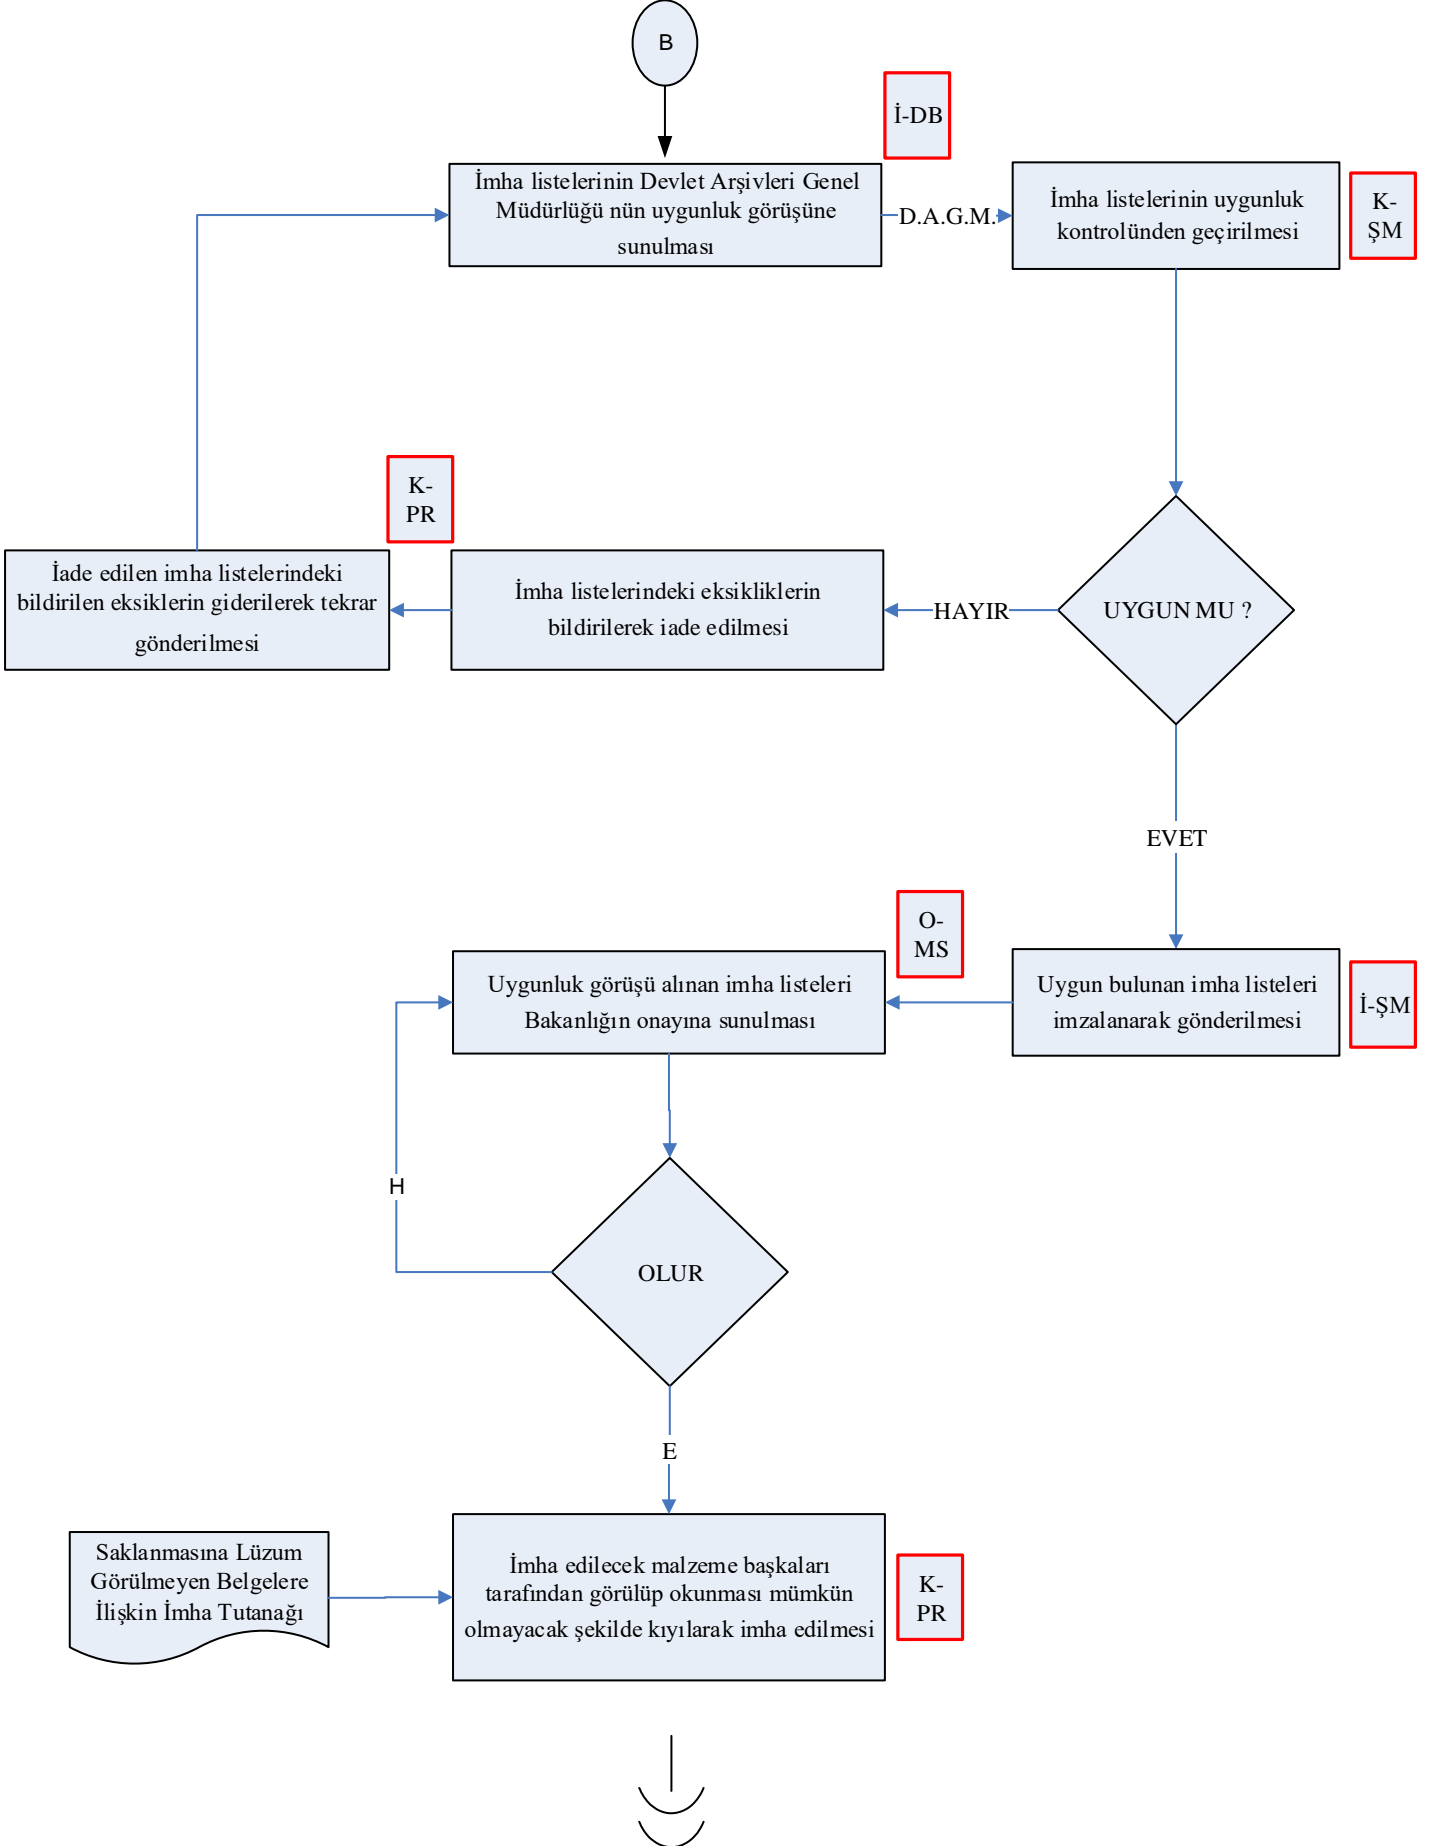 B
İ-DB
İmha listelerinin Devlet Arşivleri Genel
Müdürlüğü nün uygunluk görüşüne
sunulması
D.A.G.M.
İmha listelerinin uygunluk
kontrolünden geçirilmesi
K-
ŞM
K-
PR
İade edilen imha listelerindeki
bildirilen eksiklerin giderilerek tekrar
gönderilmesi
İmha listelerindeki eksikliklerin
bildirilerek iade edilmesi
HAYIR
UYGUN MU ?
EVET
O-
MS
Uygunluk görüşü alınan imha listeleri
Bakanlığın onayına sunulması
Uygun bulunan imha listeleri
imzalanarak gönderilmesi
İ-ŞM
H
OLUR
E
Saklanmasına Lüzum
Görülmeyen Belgelere
İlişkin İmha Tutanağı
İmha edilecek malzeme başkaları
tarafından görülüp okunması mümkün
olmayacak şekilde kıyılarak imha edilmesi
K-
PR